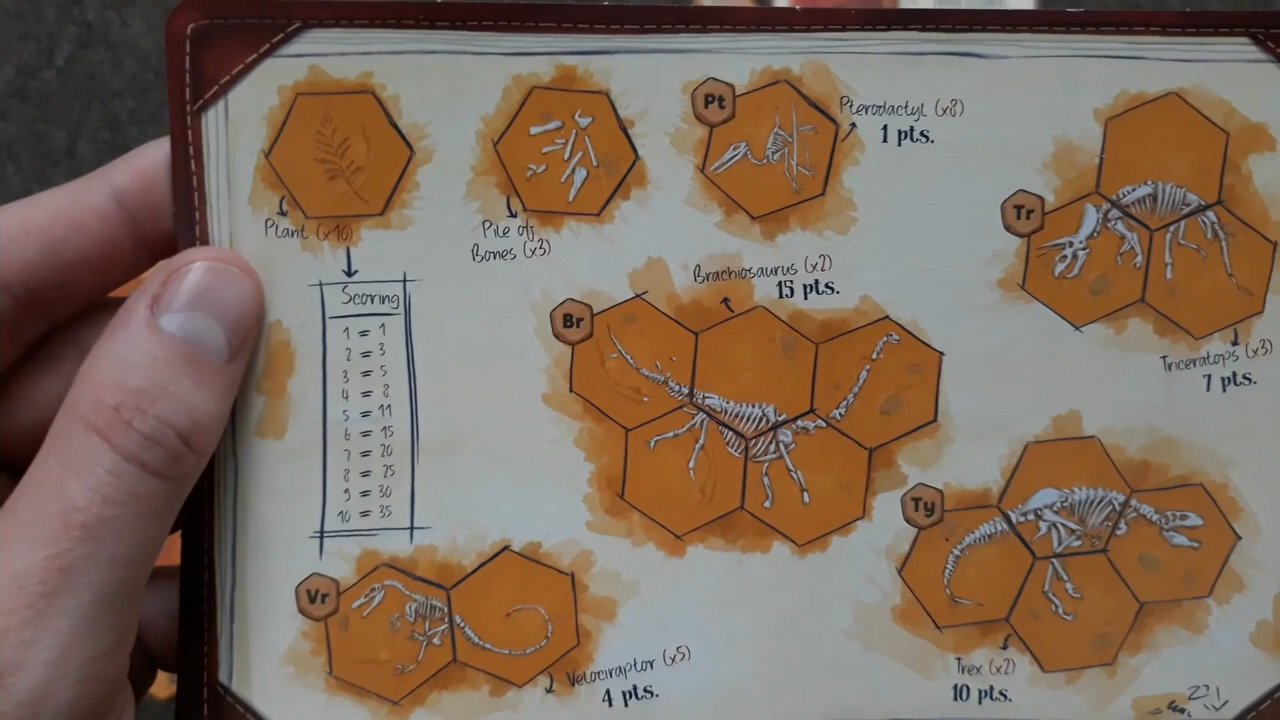 Plant (x10)
Scoring
1 = 1
2 = 3
3 = 5
4 = 8
5 = 11
6 = 15
7 = 20
8 = 25
9 = 30
10 = 35
Pile of
Bones (x3)
Pt
Pterodactyl (x8)
1 pts.
Tr
Triceratops (x3)
7 pts.
Brachiosaurus (x2)
15 pts.
Br
Vr
Velociraptor (x5)
4 pts.
Ty
Trex (x2)
10 pts.